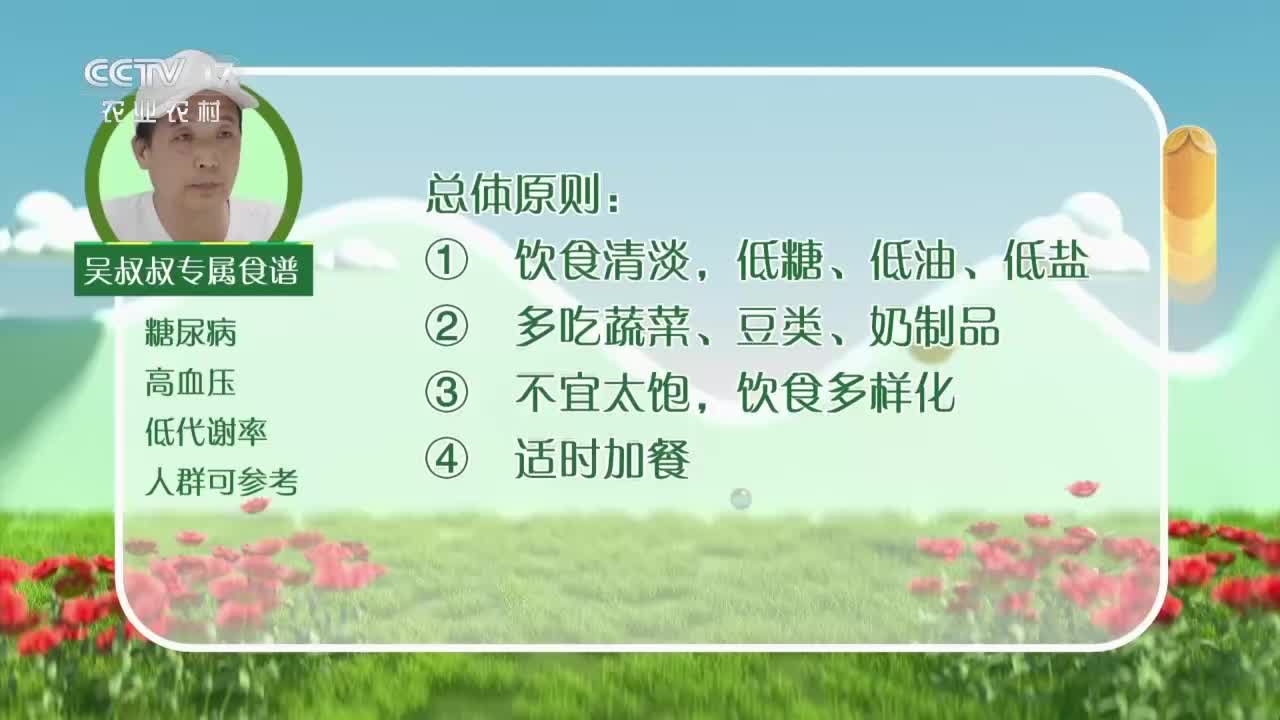 CCTV 17
农业农村
吴叔叔专属食谱
糖尿病
高血压
低代谢率
人群可参考
总体原则：
① 饮食清淡，低糖、低油、低盐
② 多吃蔬菜、豆类、奶制品
③ 不宜太饱，饮食多样化
④ 适时加餐